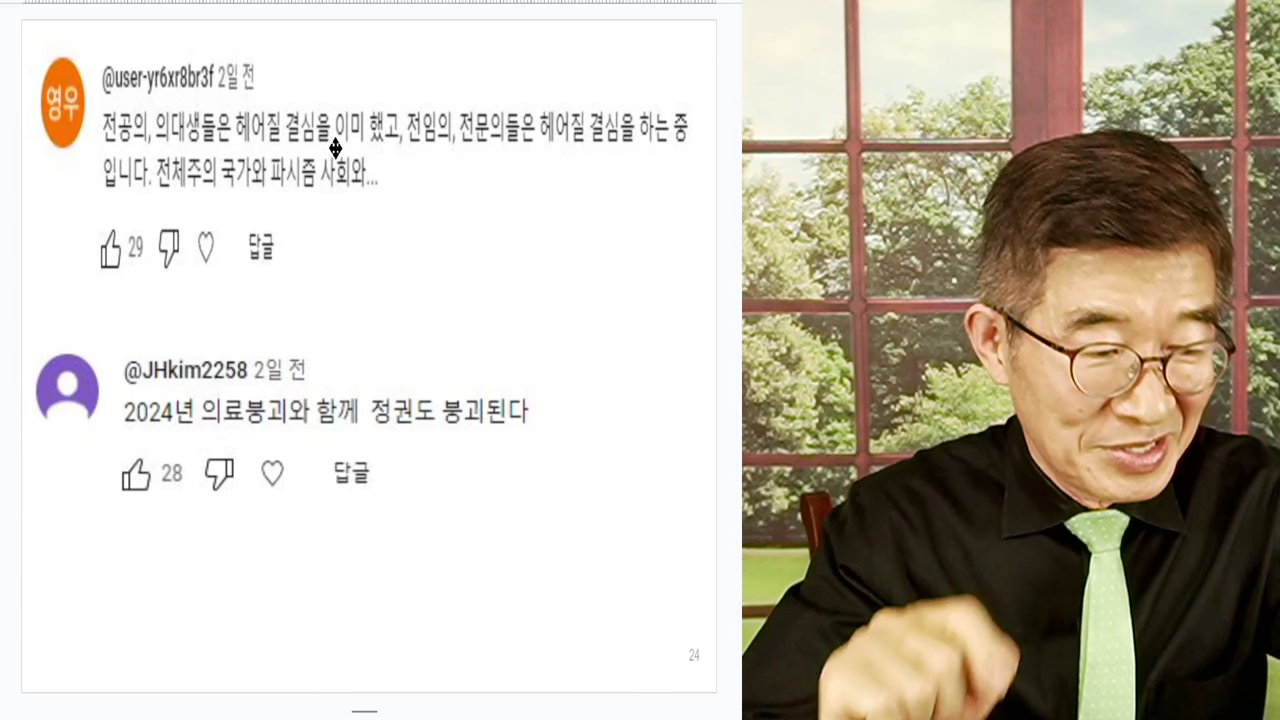 영우
@user-yr6xr8br3f 2일 전
전공의, 의대생들은 헤어질 결심을 이미 했고, 전임의, 전문의들은 헤어질 결심을 하는 중
입니다. 전체주의 국가와 파시즘 사회와...
29 답글
@JHkim2258 2일 전
2024년 의료붕괴와 함께 정권도 붕괴된다
28 답글
24